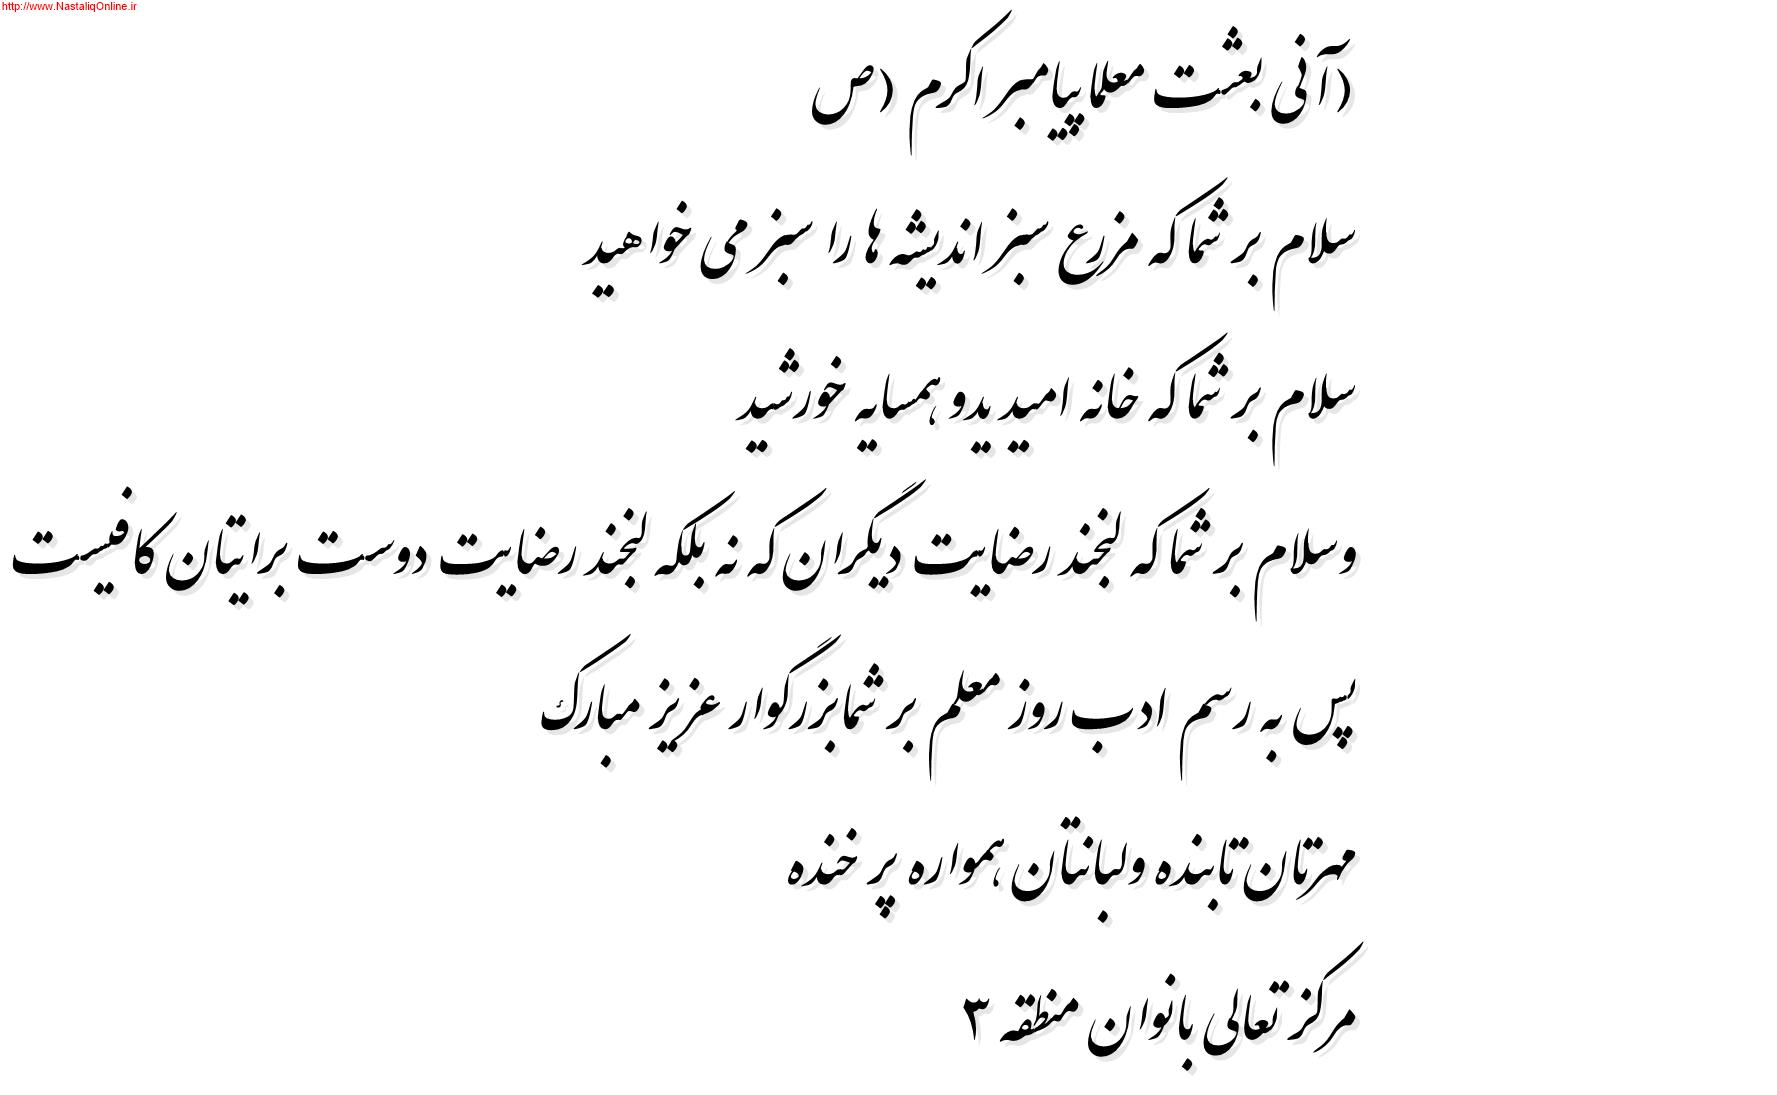 http://www.NastaliqOnline.ir
(آنی بعثت معلما پیامبر اکرم (ص
سلام بر شما که مزرع سبز اندیشه ها را سبز می خواهید
سلام بر شما که خانه امید یدو همسایه خورشید
وسلام بر شما که لبخند رضایت دیگران که نه بلکه لبخند رضایت دوست برایتان کافیست
پس به رسم ادب روز معلم بر شما بزرگوار عزیز مبارک
مهرتان تابنده ولبانتان همواره پر خنده
مرکز تعالی بانوان منطقه ۳